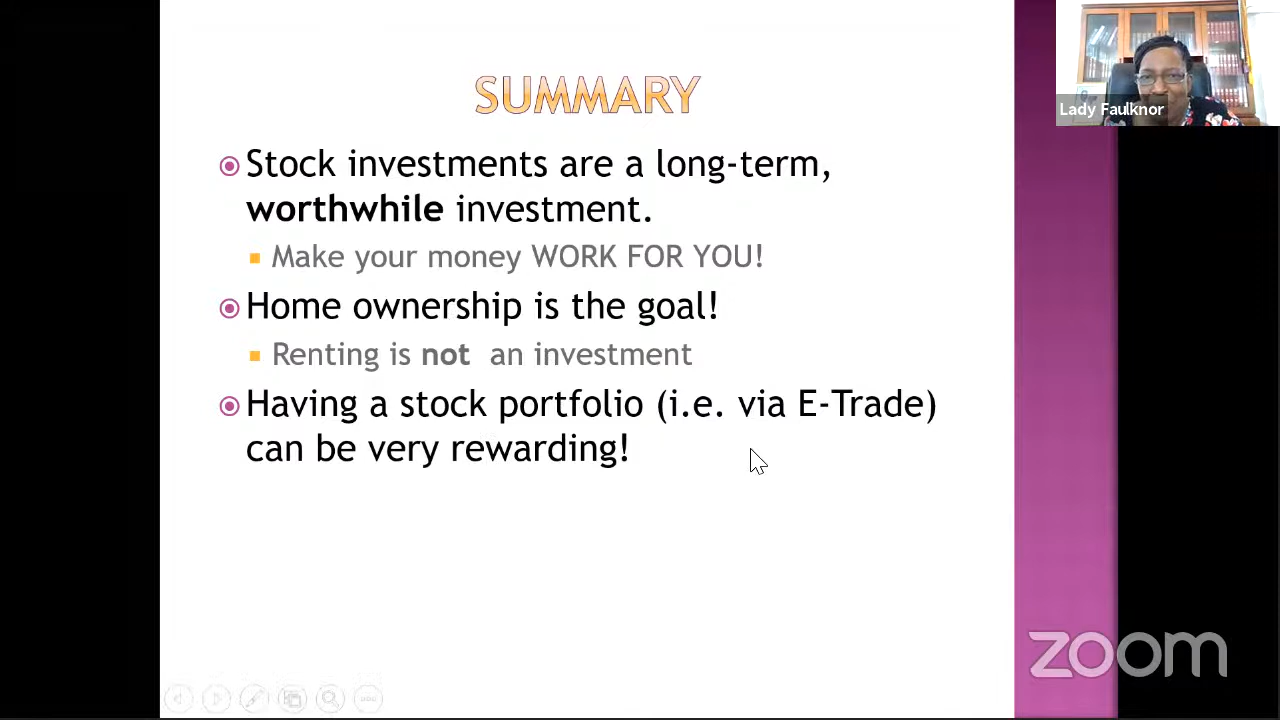 SUMMARY
Stock investments are a long-term,
worthwhile investment.
Make your money WORK FOR YOU!
Home ownership is the goal!
Renting is not an investment
Having a stock portfolio (i.e. via E-Trade)
can be very rewarding!
Lady Faulknor
zoom